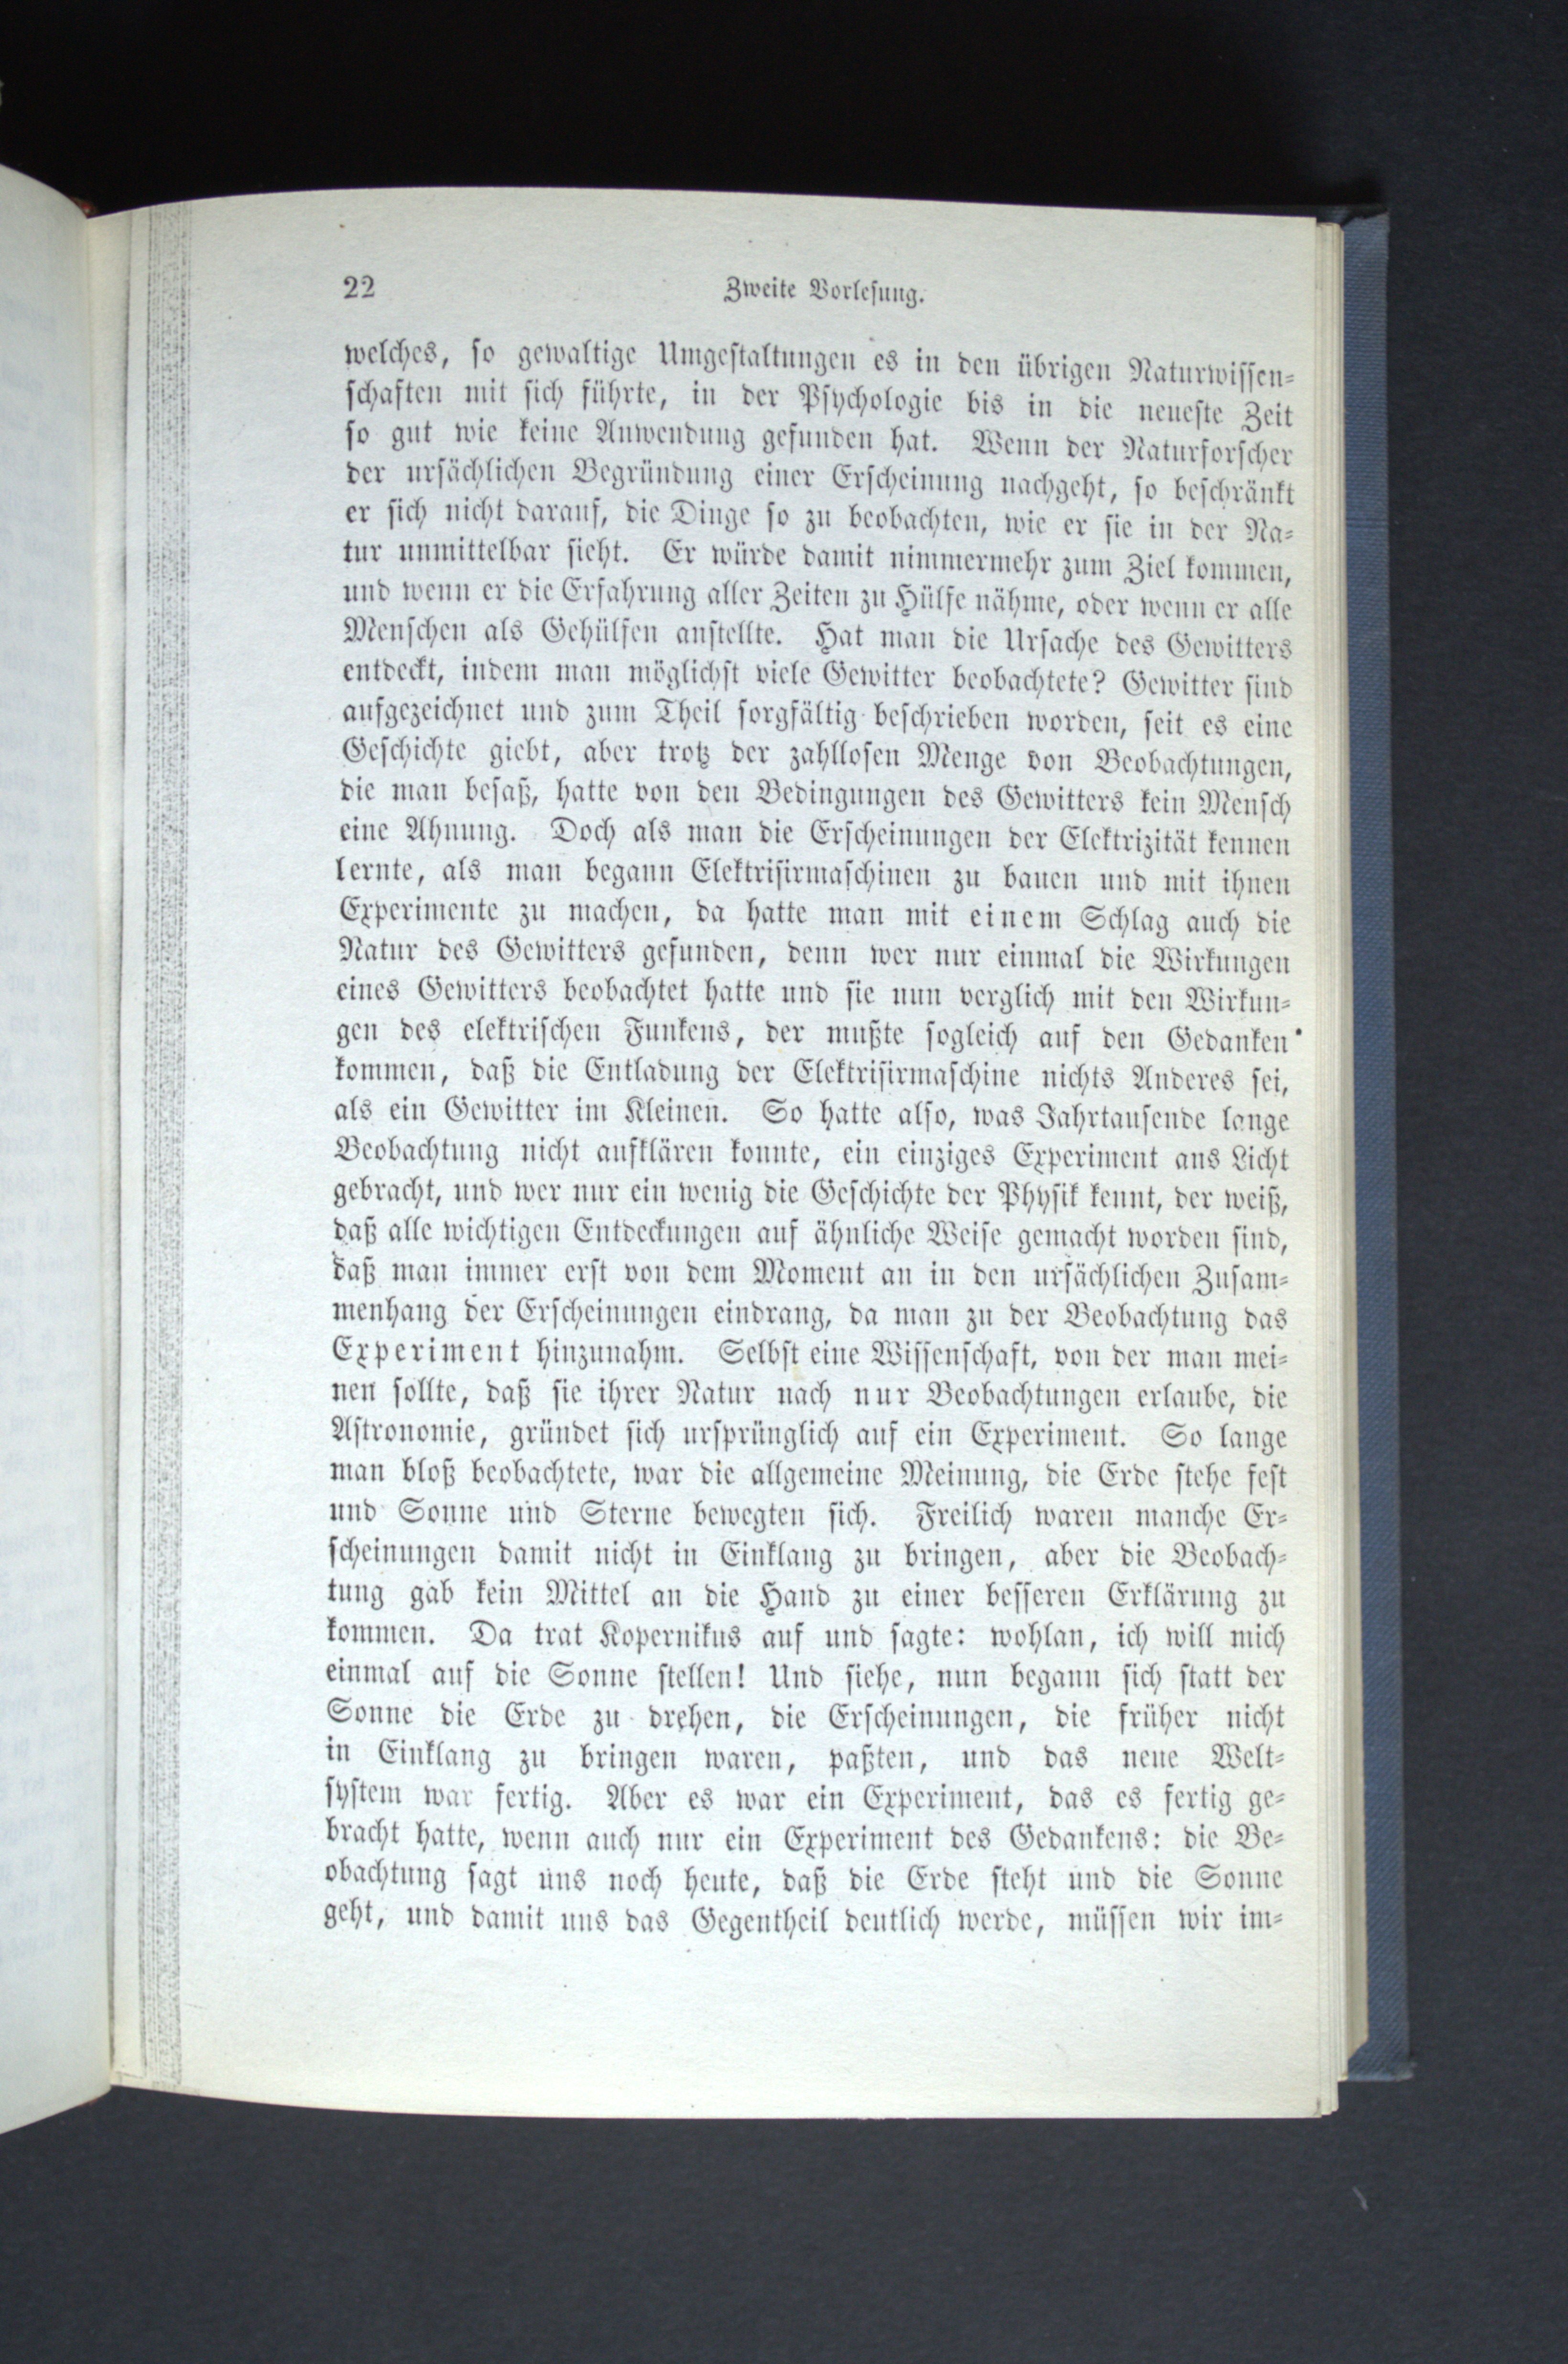 22
Zweite Vorlesung.
welches, so gewaltige Umgestaltungen es in den übrigen Naturwissen-
schaften mit sich führte, in der Psychologie bis in die neueste Zeit
so gut wie keine Anwendung gefunden hat. Wenn der Naturforscher
der ursächlichen Begründung einer Erscheinung nachgeht, so beschränkt
er sich nicht darauf, die Dinge so zu beobachten, wie er sie in der Na-
tur unmittelbar sieht. Er würde damit nimmermehr zum Ziel kommen,
und wenn er die Erfahrung aller Zeiten zu Hülfe nähme, oder wenn er alle
Menschen als Gehülfen anstellte. Hat man die Ursache des Gewitters
entdeckt, indem man möglichst viele Gewitter beobachtete? Gewitter sind
aufgezeichnet und zum Theil sorgfältig beschrieben worden, seit es eine
Geschichte giebt, aber trotz der zahllosen Menge von Beobachtungen,
die man besaß, hatte von den Bedingungen des Gewitters kein Mensch
eine Ahnung. Doch als man die Erscheinungen der Elektrizität kennen
lernte, als man begann Elektrisirmaschinen zu bauen und mit ihnen
Experimente zu machen, da hatte man mit einem Schlag auch die
Natur des Gewitters gefunden, denn wer nur einmal die Wirkungen
eines Gewitters beobachtet hatte und sie nun verglich mit den Wirkun-
gen des elektrischen Funkens, der mußte sogleich auf den Gedanken
kommen, daß die Entladung der Elektrisirmaschine nichts Anderes sei,
als ein Gewitter im Kleinen. So hatte also, was Jahrtausende lange
Beobachtung nicht aufklären konnte, ein einziges Experiment ans Licht
gebracht, und wer nur ein wenig die Geschichte der Physik kennt, der weiß,
daß alle wichtigen Entdeckungen auf ähnliche Weise gemacht worden sind,
daß man immer erst von dem Moment an in den ursächlichen Zusam-
menhang der Erscheinungen eindrang, da man zu der Beobachtung das
Experiment hinzunahm. Selbst eine Wissenschaft, von der man mei-
nen sollte, daß sie ihrer Natur nach nur Beobachtungen erlaube, die
Astronomie, gründet sich ursprünglich auf ein Experiment. So lange
man bloß beobachtete, war die allgemeine Meinung, die Erde stehe fest
und Sonne und Sterne bewegten sich. Freilich waren manche Er-
scheinungen damit nicht in Einklang zu bringen, aber die Beobach-
tung gab kein Mittel an die Hand zu einer besseren Erklärung zu
kommen. Da trat Kopernikus auf und sagte: wohlan, ich will mich
einmal auf die Sonne stellen! Und siehe, nun begann sich statt der
Sonne die Erde zu drehen, die Erscheinungen, die früher nicht
in Einklang zu bringen waren, paßten, und das neue Welt-
system war fertig. Aber es war ein Experiment, das es fertig ge-
bracht hatte, wenn auch nur ein Experiment des Gedankens: die Be-
obachtung sagt uns noch heute, daß die Erde steht und die Sonne
geht, und damit uns das Gegentheil deutlich werde, müssen wir im-